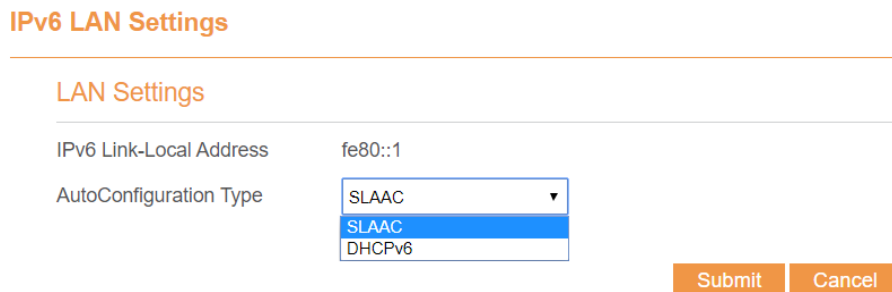 IPv6 LAN Settings
LAN Settings
IPv6 Link-Local Address fe80::1
AutoConfiguration Type SLAAC
SLAAC
DHCPv6
Submit Cancel